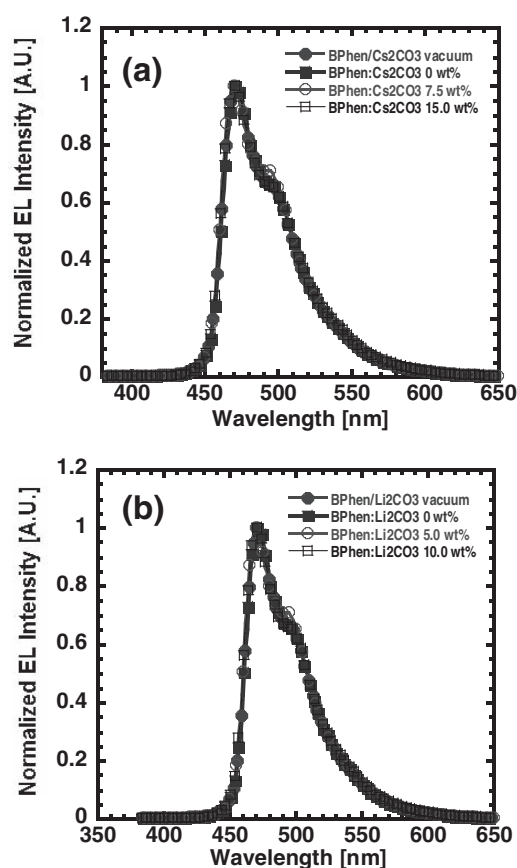 (a)
BPhen/Cs2CO3 vacuum
BPhen:Cs2CO3 0 wt%
BPhen:Cs2CO3 7.5 wt%
BPhen:Cs2CO3 15.0 wt%
Normalized EL Intensity [A.U.]
1.2
1
0.8
0.6
0.4
0.2
0
400 450 500 550 600 650
Wavelength [nm]
(b)
BPhen/Li2CO3 vacuum
BPhen:Li2CO3 0 wt%
BPhen:Li2CO3 5.0 wt%
BPhen:Li2CO3 10.0 wt%
Normalized EL Intensity [A.U.]
1.2
1
0.8
0.6
0.4
0.2
0
350 400 450 500 550 600 650
Wavelength [nm]